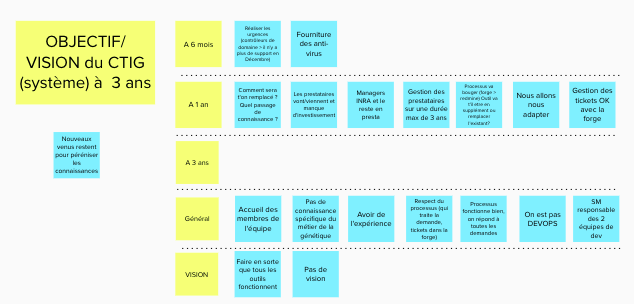 OBJECTIF/
VISION du CTIG
(système) à 3 ans
Nouveaux
venus restent
pour péréniser
les
connaissances
A 6 mois
Réaliser les
urgences
(contrôleurs de
domaine > il n'y a
plus de support en
Décembre)
Fourniture
des anti-
virus
A 1 an
Comment sera
t'on remplacé ?
Quel passage
de
connaissance ?
Les prestataires
vont/viennent et
manque
d'investissement
Managers
INRA et le
reste en
presta
Gestion des
prestataires
sur une durée
max de 3 ans
Processus va
bouger (forge >
redmine) Outil va
t'il être en
supplément ou
remplacer
l'existant?
Nous allons
nous
adapter
Gestion des
tickets OK
avec la
forge
A 3 ans
Général
Accueil des
membres de
l'équipe
Pas de
connaissance
spécifique du
métier de la
génétique
Avoir de
l'expérience
Respect du
processus (qui
traite la
demande,
tickets dans la
forge)
Processus
fonctionne bien,
on répond à
toutes les
demandes
On est pas
DEVOPS
SM
responsable
des 2
équipes de
dev
VISION
Faire en sorte
que tous les
outils
fonctionnent
Pas de
vision